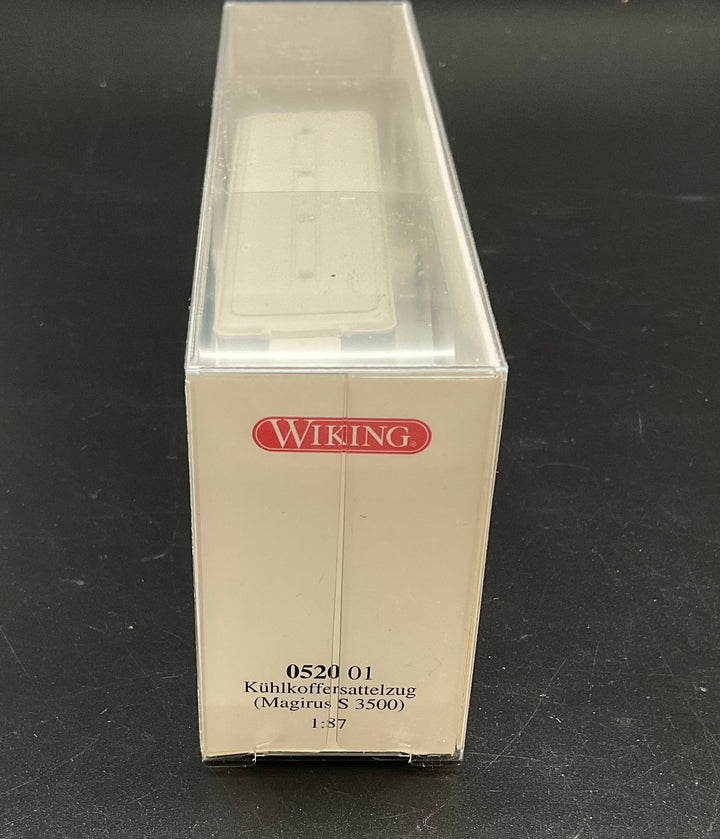 WIKING®
0520 01
Kühlkoffersattelzug
(Magirus S 3500)
1:87